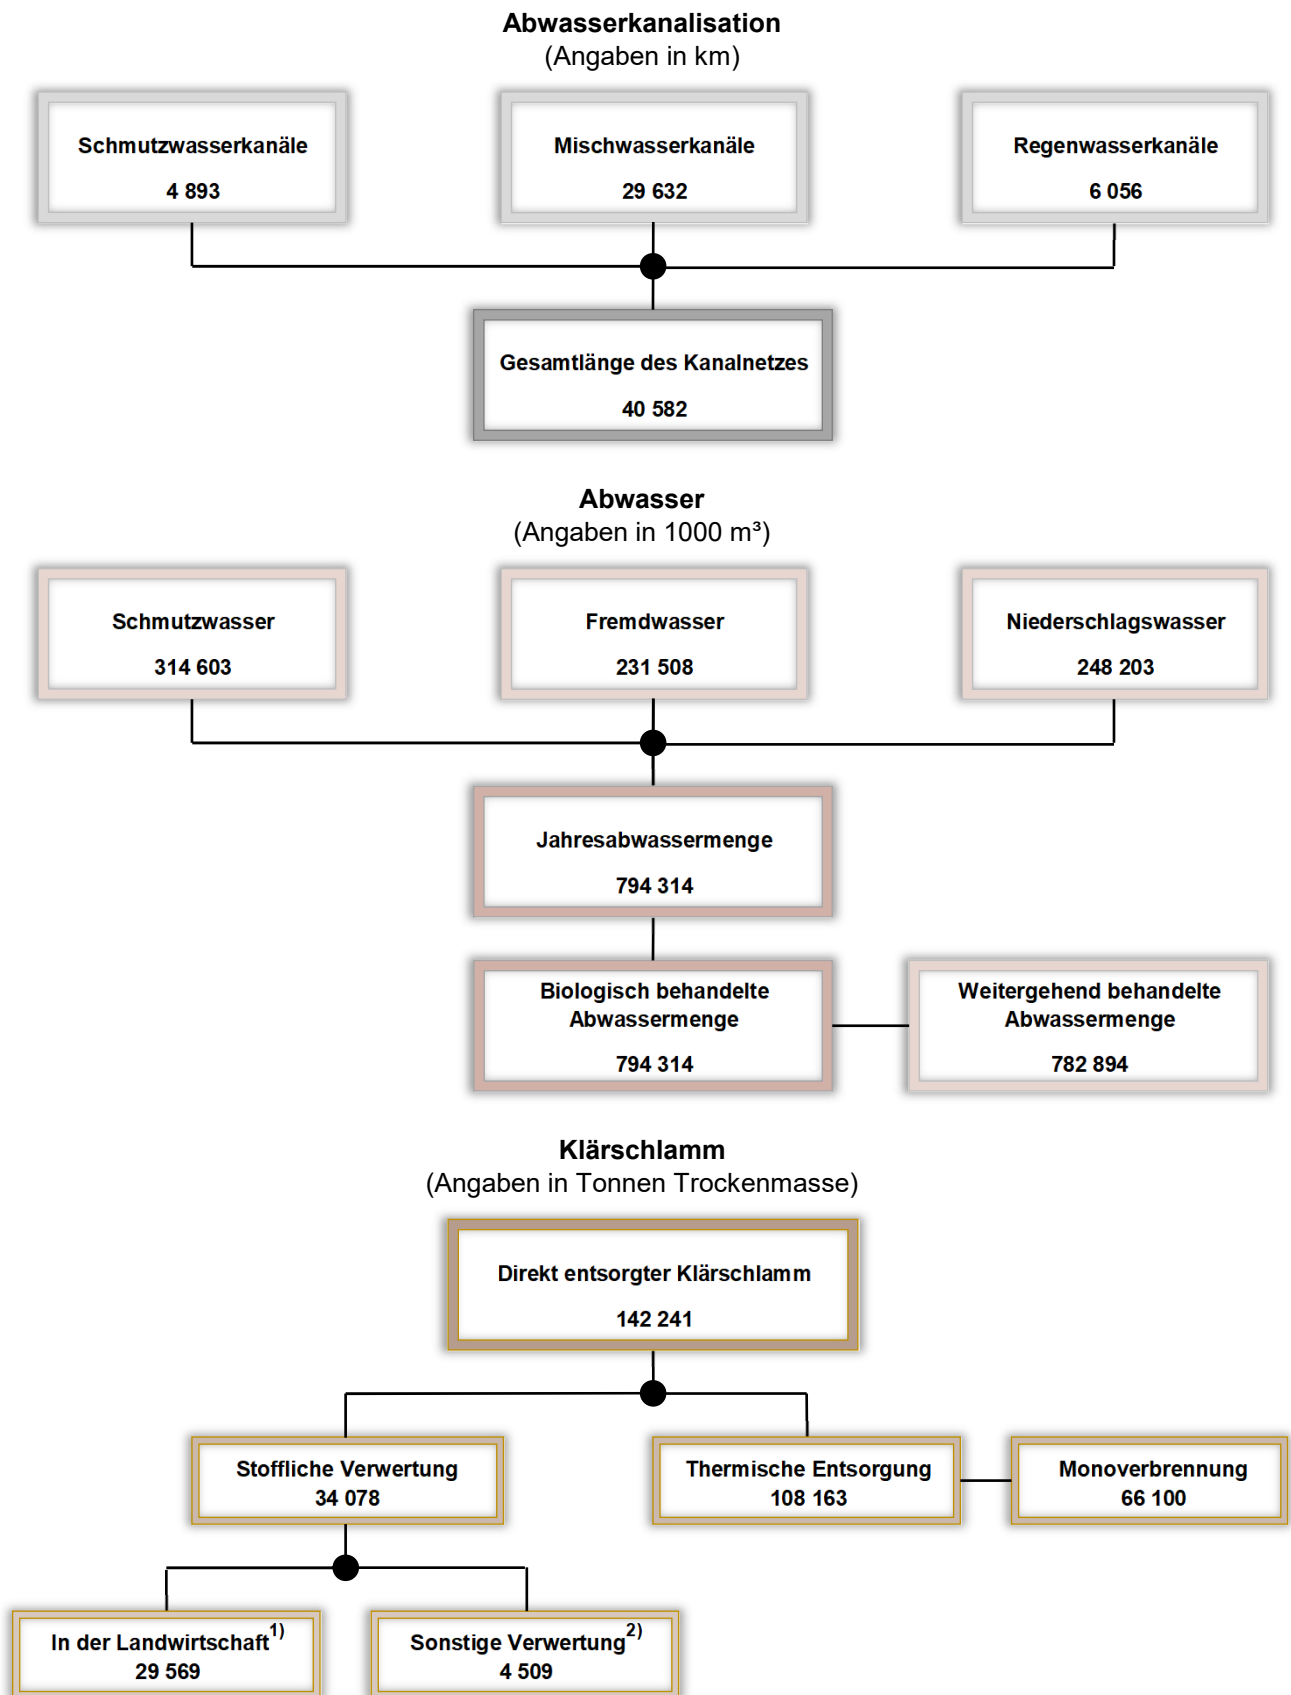 Abwasserkanalisation
(Angaben in km)
Schmutzwasserkanäle
4 893
Mischwasserkanäle
29 632
Regenwasserkanäle
6 056
Gesamtlänge des Kanalnetzes
40 582
Abwasser
(Angaben in 1000 m³)
Schmutzwasser
314 603
Fremdwasser
231 508
Niederschlagswasser
248 203
Jahresabwassermenge
794 314
Biologisch behandelte
Abwassermenge
794 314
Weitergehend behandelte
Abwassermenge
782 894
Klärschlamm
(Angaben in Tonnen Trockenmasse)
Direkt entsorgter Klärschlamm
142 241
Stoffliche Verwertung
34 078
Thermische Entsorgung
108 163
Monoverbrennung
66 100
In der Landwirtschaft1)
29 569
Sonstige Verwertung2)
4 509